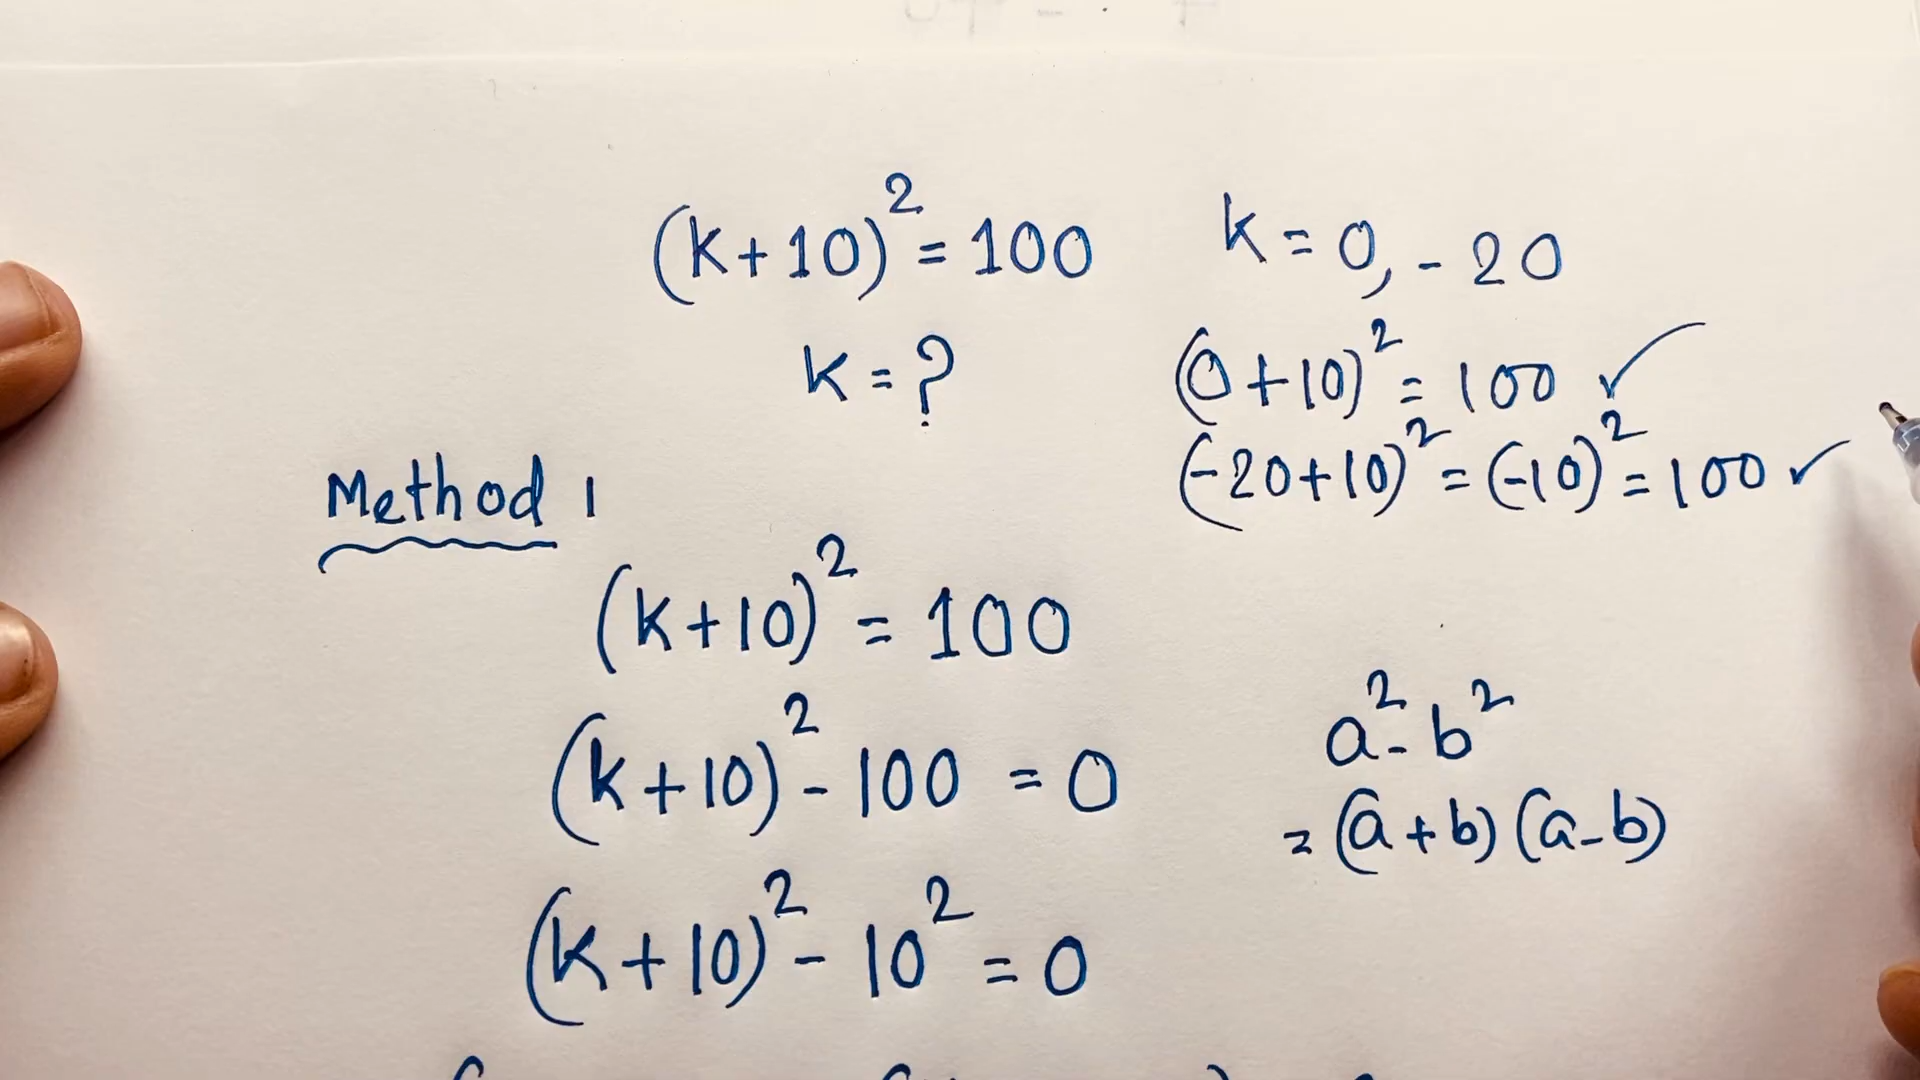 (k+10)² = 100
k = ?
k = 0, - 20
(0+10)² = 100 ✓
(-20+10)² = (-10)² = 100 ✓
Method 1
(k+10)² = 100
(k+10)² - 100 = 0
(k+10)² - 10² = 0
a² - b²
= (a+b)(a-b)